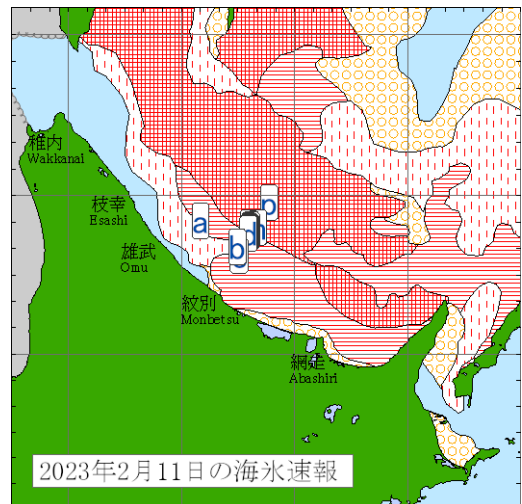 稚内
Wakkanai
枝幸
Esashi
雄武
Omu
紋別
Monbetsu
網走
Abashiri
p
a
h
b
2023年2月11日の海氷速報